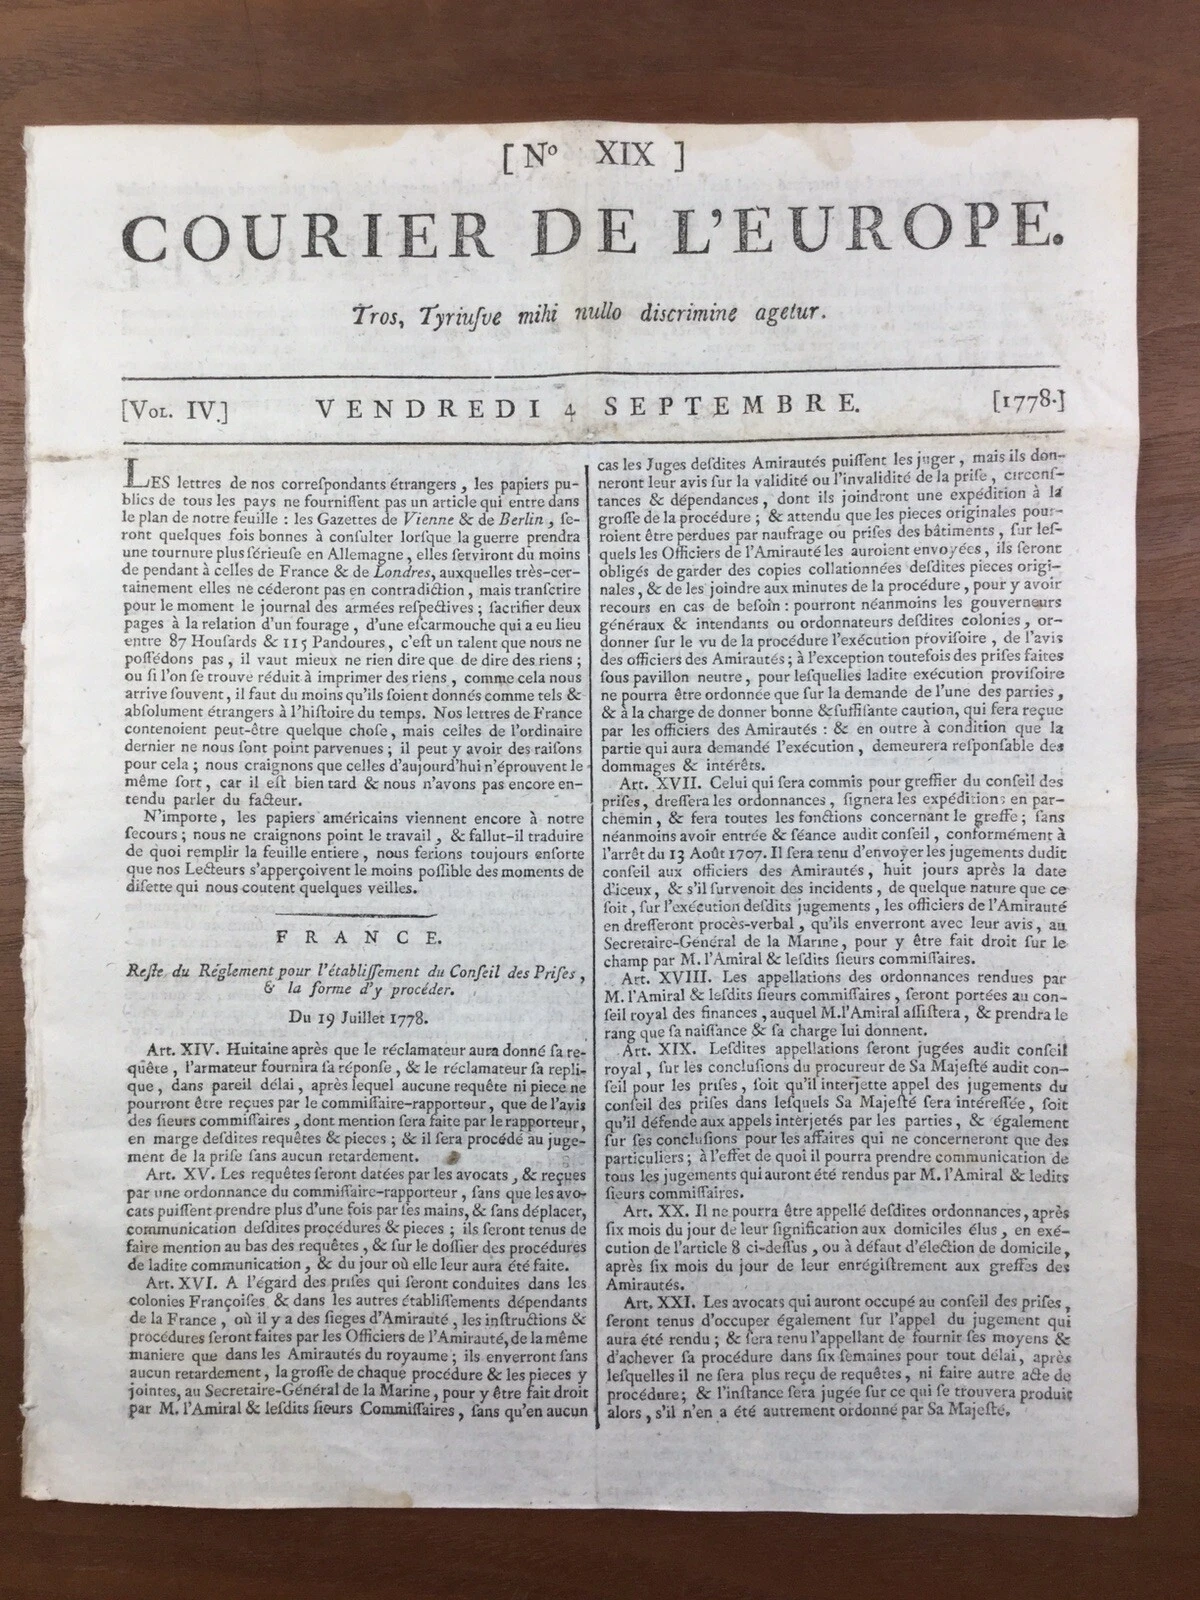 [ Nº XIX ]
COURIER DE L'EUROPE.
Tros, Tyriuſve mihi nullo discrimine agetur.
[VOL. IV.] VENDREDI 4 SEPTEMBRE. [1778.]
LES lettres de nos correſpondants étrangers, les papiers pu-
blics de tous les pays ne fourniſſent pas un article qui entre dans
le plan de notre feuille : les Gazettes de Vienne & de Berlin, ſe-
ront quelques fois bonnes à conſulter lorſque la guerre prendra
une tournure plus ſérieuſe en Allemagne, elles ſerviront du moins
de pendant à celles de France & de Londres, auxquelles très-cer-
tainement elles ne céderont pas en contradiction, mais tranſcrire
pour le moment le journal des armées reſpectives ; ſacrifier deux
pages à la relation d'un fourage, d'une eſcarmouche qui a eu lieu
entre 87 Houſards & 115 Pandoures, c'eſt un talent que nous ne
poſſédons pas, il vaut mieux ne rien dire que de dire des riens ;
ou ſi l'on ſe trouve réduit à imprimer des riens, comme cela nous
arrive ſouvent, il faut du moins qu'ils ſoient donnés comme tels &
abſolument étrangers à l'hiſtoire du temps. Nos lettres de France
contenoient peut-être quelque choſe, mais celles de l'ordinaire
dernier ne nous ſont point parvenues ; il peut y avoir des raiſons
pour cela ; nous craignons que celles d'aujourd'hui n'éprouvent le
même ſort, car il eſt bien tard & nous n'avons pas encore en-
tendu parler du facteur.
N'importe, les papiers américains viennent encore à notre
ſecours ; nous ne craignons point le travail, & fallut-il traduire
de quoi remplir la feuille entiere, nous ferions toujours enſorte
que nos Lecteurs s'apperçoivent le moins poſſible des moments de
diſette qui nous coutent quelques veilles.
FRANCE.
Reſte du Réglement pour l'établiſſement du Conſeil des Priſes,
& la forme d'y procéder.
Du 19 Juillet 1778.
Art. XIV. Huitaine après que le réclamateur aura donné ſa re-
quête, l'armateur fournira ſa réponſe, & le réclamateur ſa repli-
que, dans pareil délai, après lequel aucune requête ni piece ne
pourront être reçues par le commiſſaire-rapporteur, que de l'avis
des ſieurs commiſſaires, dont mention ſera faite par le rapporteur,
en marge deſdites requêtes & pieces ; & il ſera procédé au juge-
ment de la priſe ſans aucun retardement.
Art. XV. Les requêtes ſeront datées par les avocats, & reçues
par une ordonnance du commiſſaire-rapporteur, ſans que les avo-
cats puiſſent prendre plus d'une fois par ſes mains, & ſans déplacer,
communication deſdites procédures & pieces ; ils ſeront tenus de
faire mention au bas des requêtes, & ſur le doſſier des procédures
de ladite communication, & du jour où elle leur aura été faite.
Art. XVI. A l'égard des priſes qui ſeront conduites dans les
colonies Françoiſes & dans les autres établiſſements dépendants
de la France, où il y a des ſieges d'Amirauté, les inſtructions &
procédures ſeront faites par les Officiers de l'Amirauté, de la même
maniere que dans les Amirautés du royaume ; ils enverront ſans
aucun retardement, la groſſe de chaque procédure & les pieces y
jointes, au Secretaire-Général de la Marine, pour y être fait droit
par M. l'Amiral & leſdits ſieurs Commiſſaires, ſans qu'en aucun
cas les Juges deſdites Amirautés puiſſent les juger, mais ils don-
neront leur avis ſur la validité ou l'invalidité de la priſe, circonſ-
tances & dépendances, dont ils joindront une expédition à la
groſſe de la procédure ; & attendu que les pieces originales pour-
roient être perdues par naufrage ou priſes des bâtiments, ſur leſ-
quels les Officiers de l'Amirauté les auroient envoyées, ils ſeront
obligés de garder des copies collationnées deſdites pieces origi-
nales, & de les joindre aux minutes de la procédure, pour y avoir
recours en cas de beſoin : pourront néanmoins les gouverneurs
généraux & intendants ou ordonnateurs deſdites colonies, or-
donner ſur le vu de la procédure l'exécution proviſoire, de l'avis
des officiers des Amirautés ; à l'exception toutefois des priſes faites
ſous pavillon neutre, pour leſquelles ladite exécution proviſoire
ne pourra être ordonnée que ſur la demande de l'une des parties,
& à la charge de donner bonne & ſuffiſante caution, qui ſera reçue
par les officiers des Amirautés : & en outre à condition que la
partie qui aura demandé l'exécution, demeurera reſponſable des
dommages & intérêts.
Art. XVII. Celui qui ſera commis pour greffier du conſeil des
priſes, dreſſera les ordonnances, ſignera les expéditions en par-
chemin, & fera toutes les fonctions concernant le greffe ; ſans
néanmoins avoir entrée & ſéance audit conſeil, conformément à
l'arrêt du 13 Août 1707. Il ſera tenu d'envoyer les jugements dudit
conſeil aux officiers des Amirautés, huit jours après la date
d'iceux, & s'il ſurvenoit des incidents, de quelque nature que ce
ſoit, ſur l'exécution deſdits jugements, les officiers de l'Amirauté
en dreſſeront procès-verbal, qu'ils enverront avec leur avis, au
Secretaire-Général de la Marine, pour y être fait droit ſur le
champ par M. l'Amiral & leſdits ſieurs commiſſaires.
Art. XVIII. Les appellations des ordonnances rendues par
M. l'Amiral & leſdits ſieurs commiſſaires, ſeront portées au con-
ſeil royal des finances, auquel M. l'Amiral aſſiſtera, & prendra le
rang que ſa naiſſance & ſa charge lui donnent.
Art. XIX. Leſdites appellations ſeront jugées audit conſeil
royal, ſur les concluſions du procureur de Sa Majeſté audit con-
ſeil pour les priſes, ſoit qu'il interjette appel des jugements du
conſeil des priſes dans leſquels Sa Majeſté ſera intéreſſée, ſoit
qu'il défende aux appels interjetés par les parties, & également
ſur ſes concluſions pour les affaires qui ne concerneront que des
particuliers ; à l'effet de quoi il pourra prendre communication de
tous les jugements qui auront été rendus par M. l'Amiral & ledits
ſieurs commiſſaires.
Art. XX. Il ne pourra être appellé deſdites ordonnances, après
ſix mois du jour de leur ſignification aux domiciles élus, en exé-
cution de l'article 8 ci-deſſus, ou à défaut d'élection de domicile,
après ſix mois du jour de leur enrégiſtrement aux greffes des
Amirautés.
Art. XXI. Les avocats qui auront occupé au conſeil des priſes,
ſeront tenus d'occuper également ſur l'appel du jugement qui
aura été rendu ; & ſera tenu l'appellant de fournir ſes moyens &
d'achever ſa procédure dans ſix ſemaines pour tout délai, après
leſquelles il ne ſera plus reçu de requêtes, ni faire autre acte de
procédure ; & l'inſtance ſera jugée ſur ce qui ſe trouvera produit
alors, s'il n'en a été autrement ordonné par Sa Majeſté.